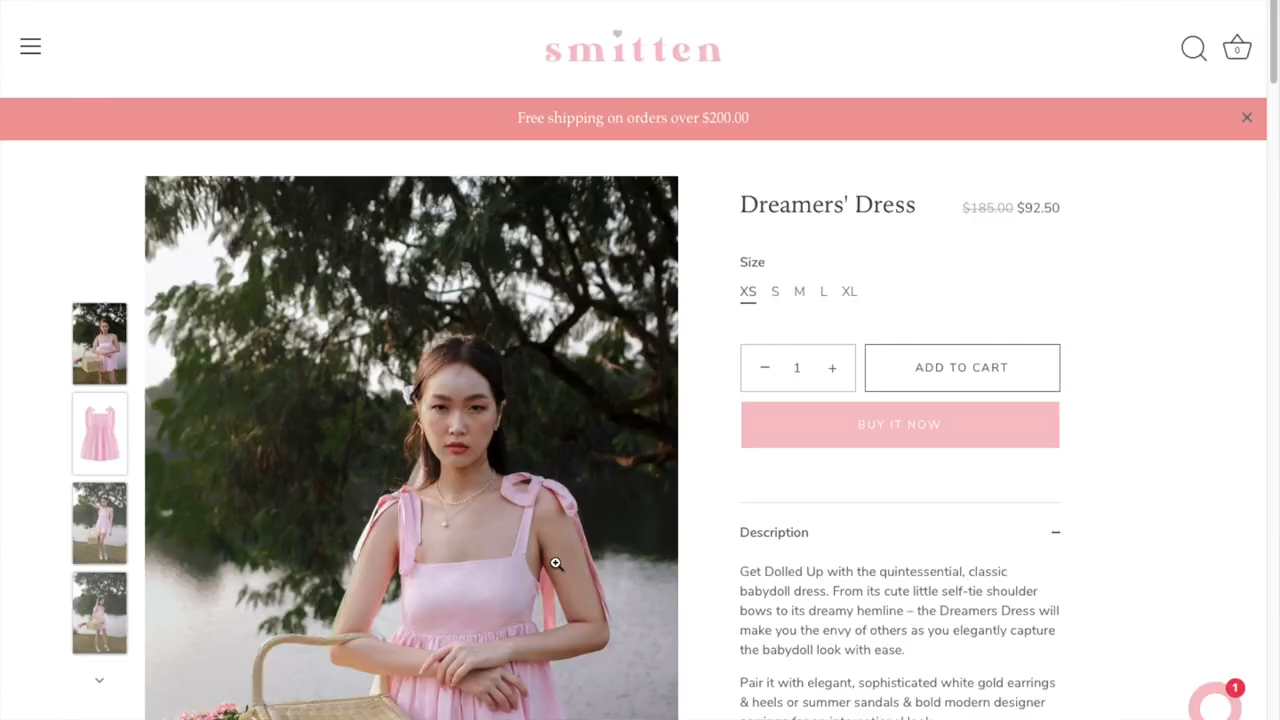 smitten
0
Free shipping on orders over $200.00
Dreamers' Dress
$185.00 $92.50
Size
XS S M L XL
1
ADD TO CART
BUY IT NOW
Description
Get Dolled Up with the quintessential, classic
babydoll dress. From its cute little self-tie shoulder
bows to its dreamy hemline – the Dreamers Dress will
make you the envy of others as you elegantly capture
the babydoll look with ease.
Pair it with elegant, sophisticated white gold earrings
& heels or summer sandals & bold modern designer
1